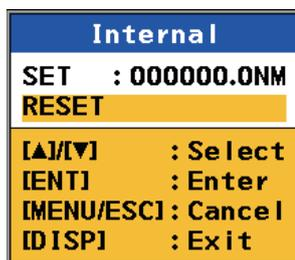 Internal
SET : 000000.0NM
RESET
[▲]/[▼] : Select
[ENT] : Enter
[MENU/ESC] : Cancel
[DISP] : Exit